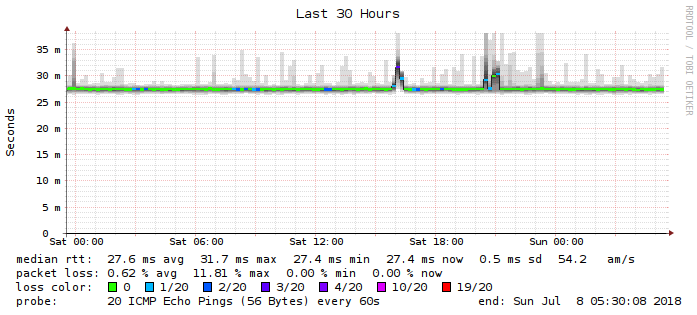 Last 30 Hours
RRDTOOL / TOBI OETIKER
Seconds
35 m
30 m
25 m
20 m
15 m
10 m
5 m
0
Sat 00:00 Sat 06:00 Sat 12:00 Sat 18:00 Sun 00:00
median rtt: 27.6 ms avg 31.7 ms max 27.4 ms min 27.4 ms now 0.5 ms sd 54.2 am/s
packet loss: 0.62 % avg 11.81 % max 0.00 % min 0.00 % now
loss color: 0 1/20 2/20 3/20 4/20 10/20 19/20
probe: 20 ICMP Echo Pings (56 Bytes) every 60s end: Sun Jul 8 05:30:08 2018